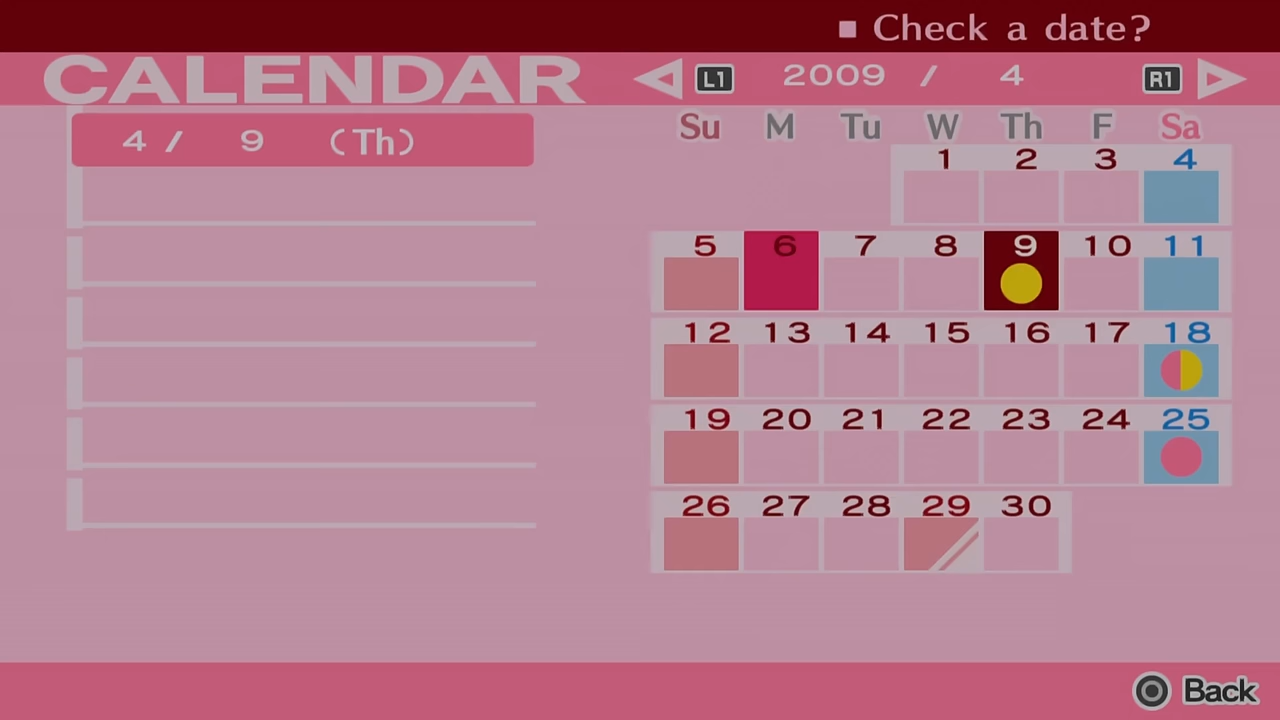 ■ Check a date?
CALENDAR
L1 2009 / 4 R1
4 / 9 (Th)
Su M Tu W Th F Sa
1 2 3 4
5 6 7 8 9 10 11
12 13 14 15 16 17 18
19 20 21 22 23 24 25
26 27 28 29 30
Back